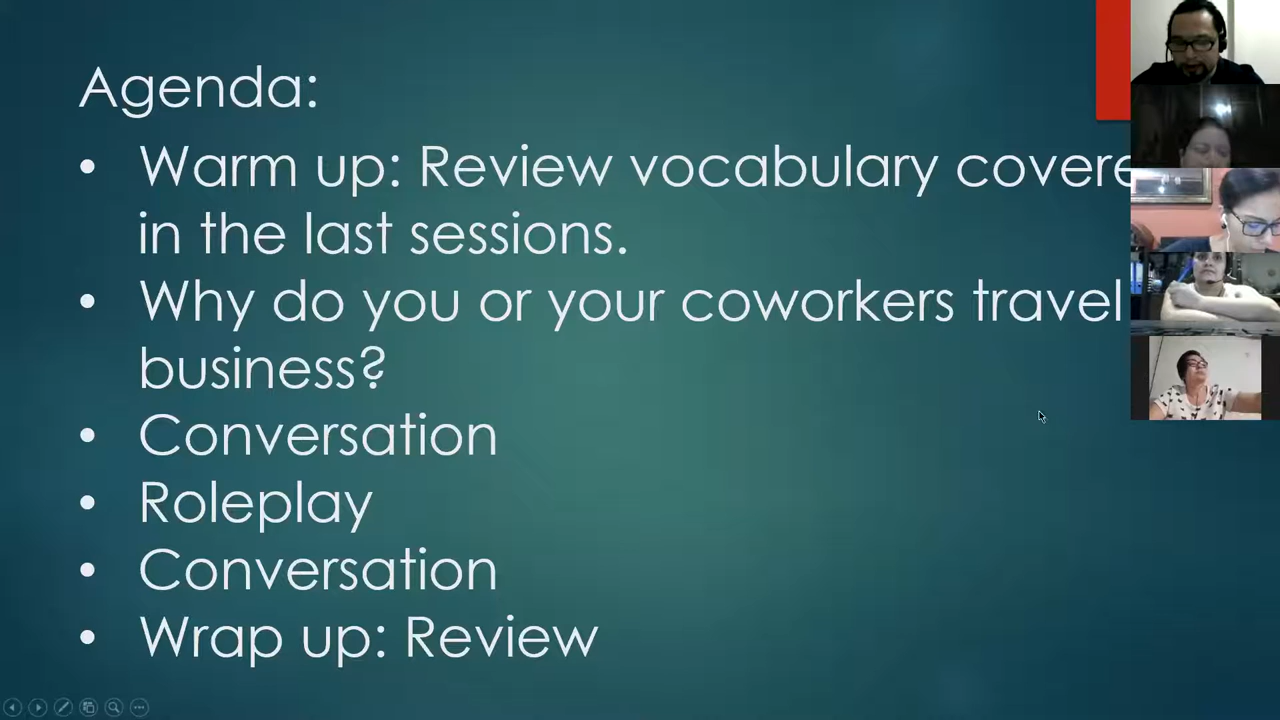 Agenda:
• Warm up: Review vocabulary covere
in the last sessions.
• Why do you or your coworkers travel
business?
• Conversation
• Roleplay
• Conversation
• Wrap up: Review